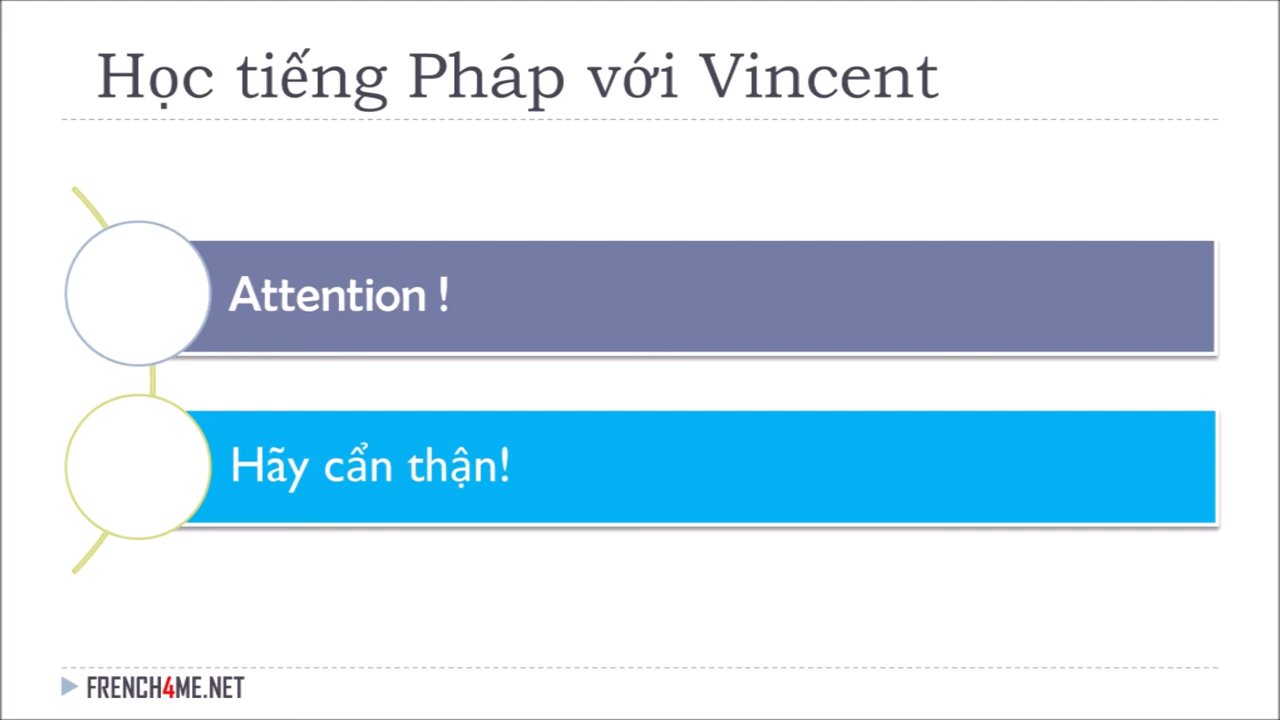 Học tiếng Pháp với Vincent
Attention !
Hãy cẩn thận!
FRENCH4ME.NET